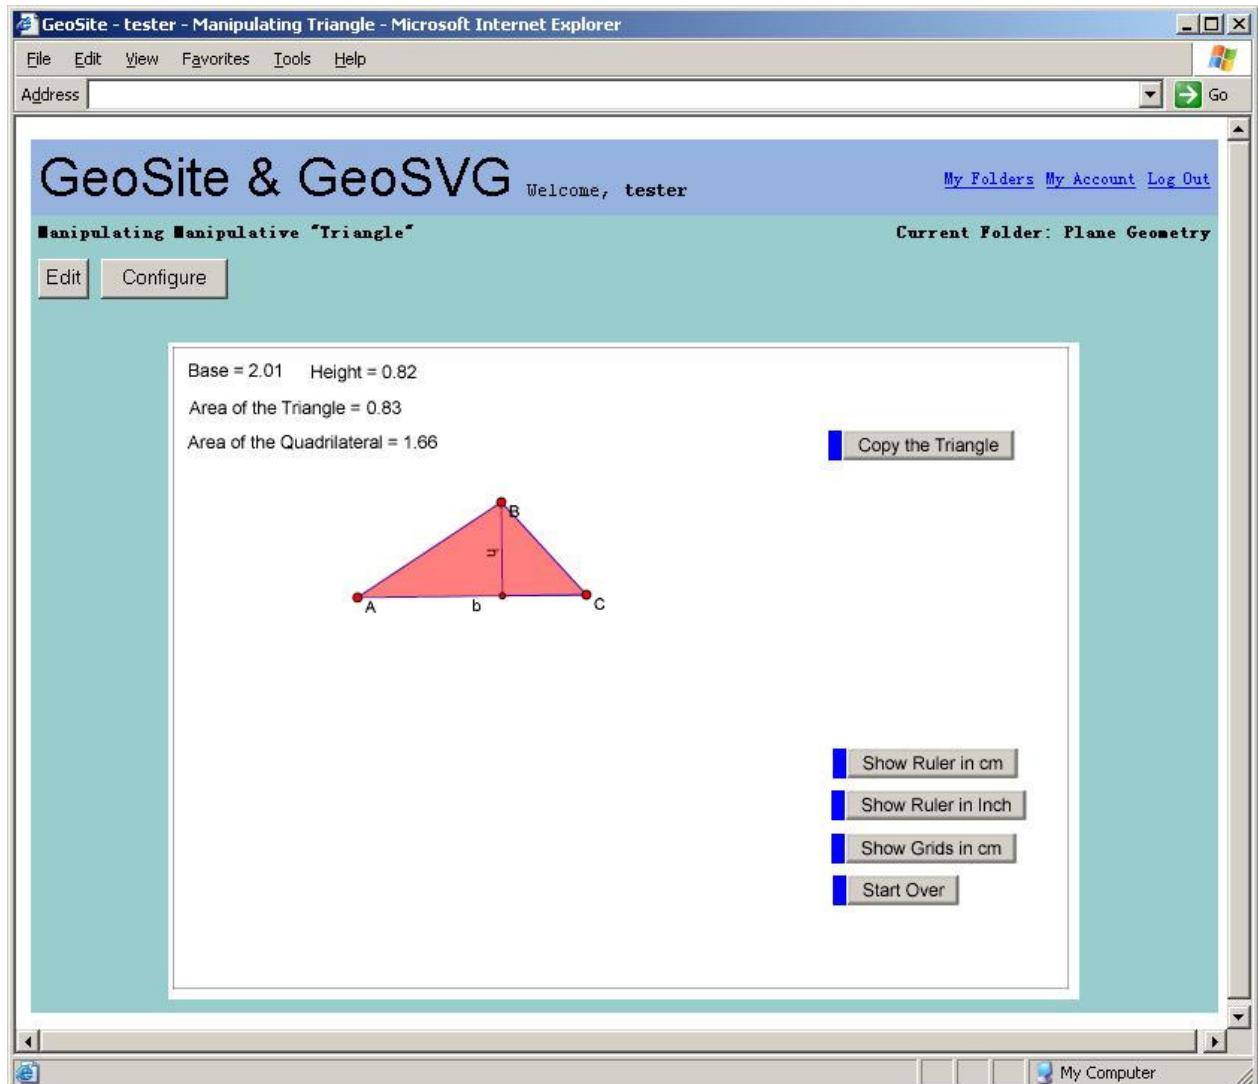 GeoSite - tester - Manipulating Triangle - Microsoft Internet Explorer
File Edit View Favorites Tools Help
Address Go
GeoSite & GeoSVG Welcome, tester My Folders My Account Log Out
Manipulating Manipulative "Triangle" Current Folder: Plane Geometry
Edit Configure
Base = 2.01 Height = 0.82
Area of the Triangle = 0.83
Area of the Quadrilateral = 1.66
Copy the Triangle
B
h
A b C
Show Ruler in cm
Show Ruler in Inch
Show Grids in cm
Start Over
My Computer